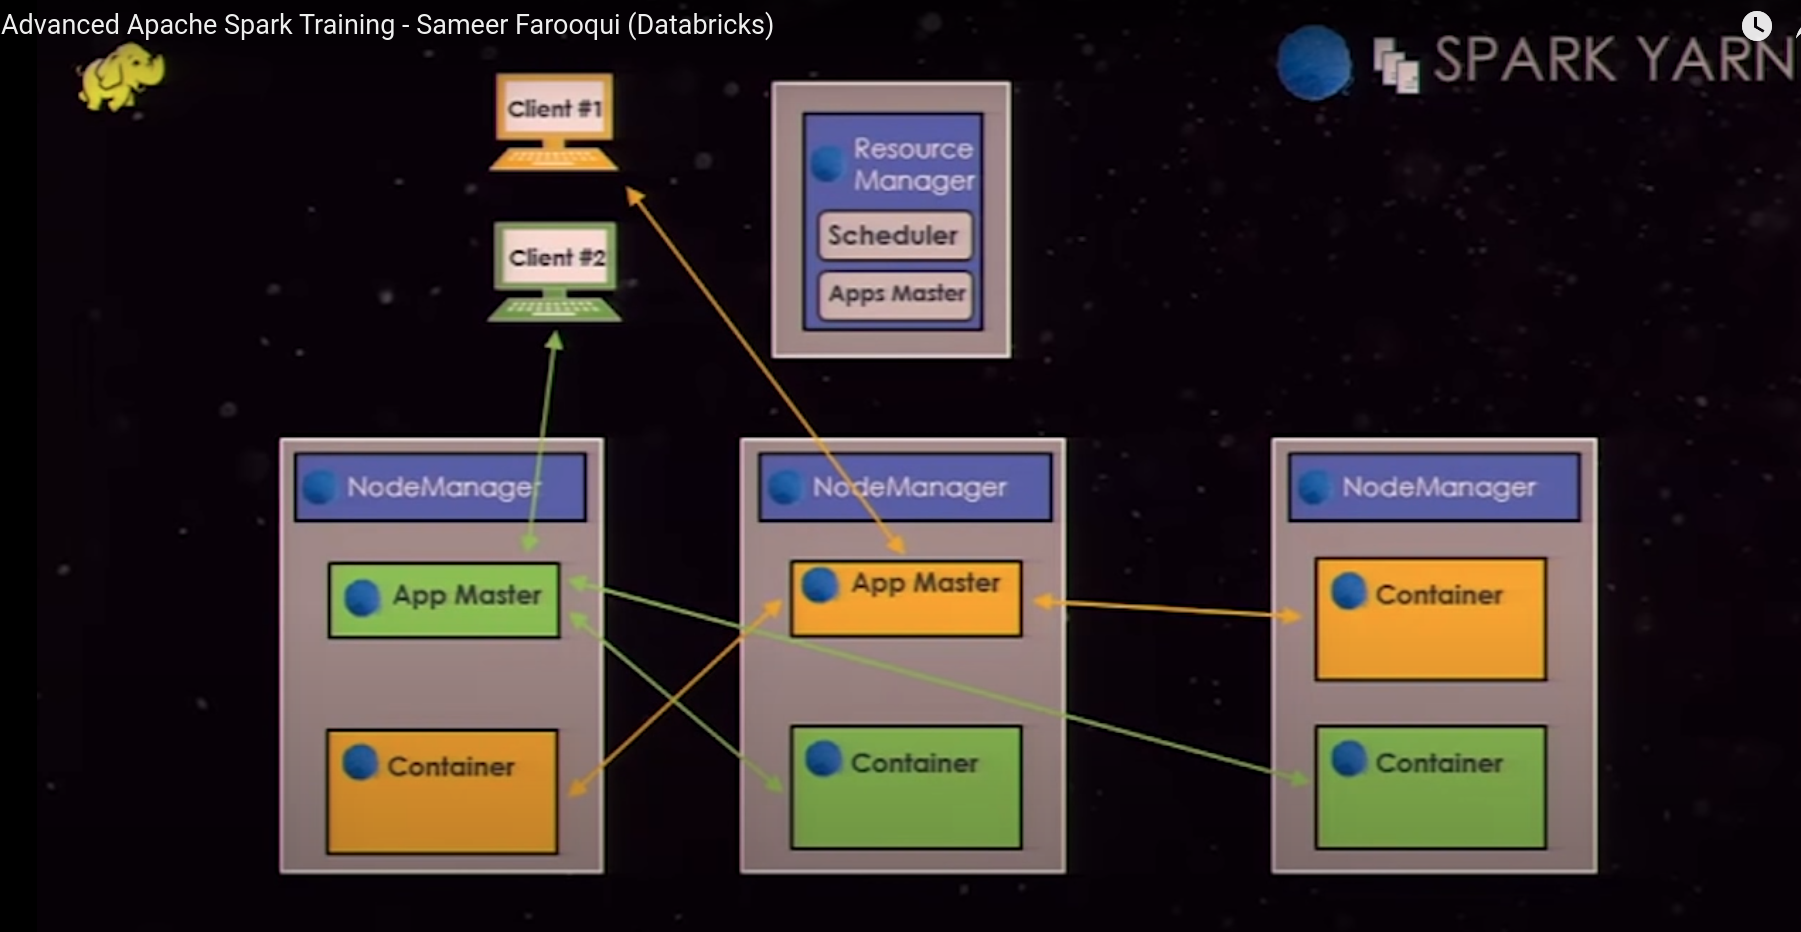 Advanced Apache Spark Training - Sameer Farooqui (Databricks)
SPARK YARN
Client #1
Client #2
Resource
Manager
Scheduler
Apps Master
NodeManager
App Master
Container
NodeManager
App Master
Container
NodeManager
Container
Container